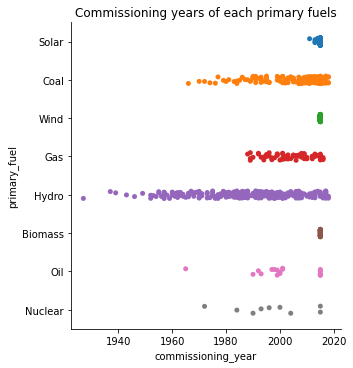 Commissioning years of each primary fuels
Solar
Coal
Wind
Gas
Hydro
Biomass
Oil
Nuclear
primary_fuel
1940
1960
1980
2000
2020
commissioning_year